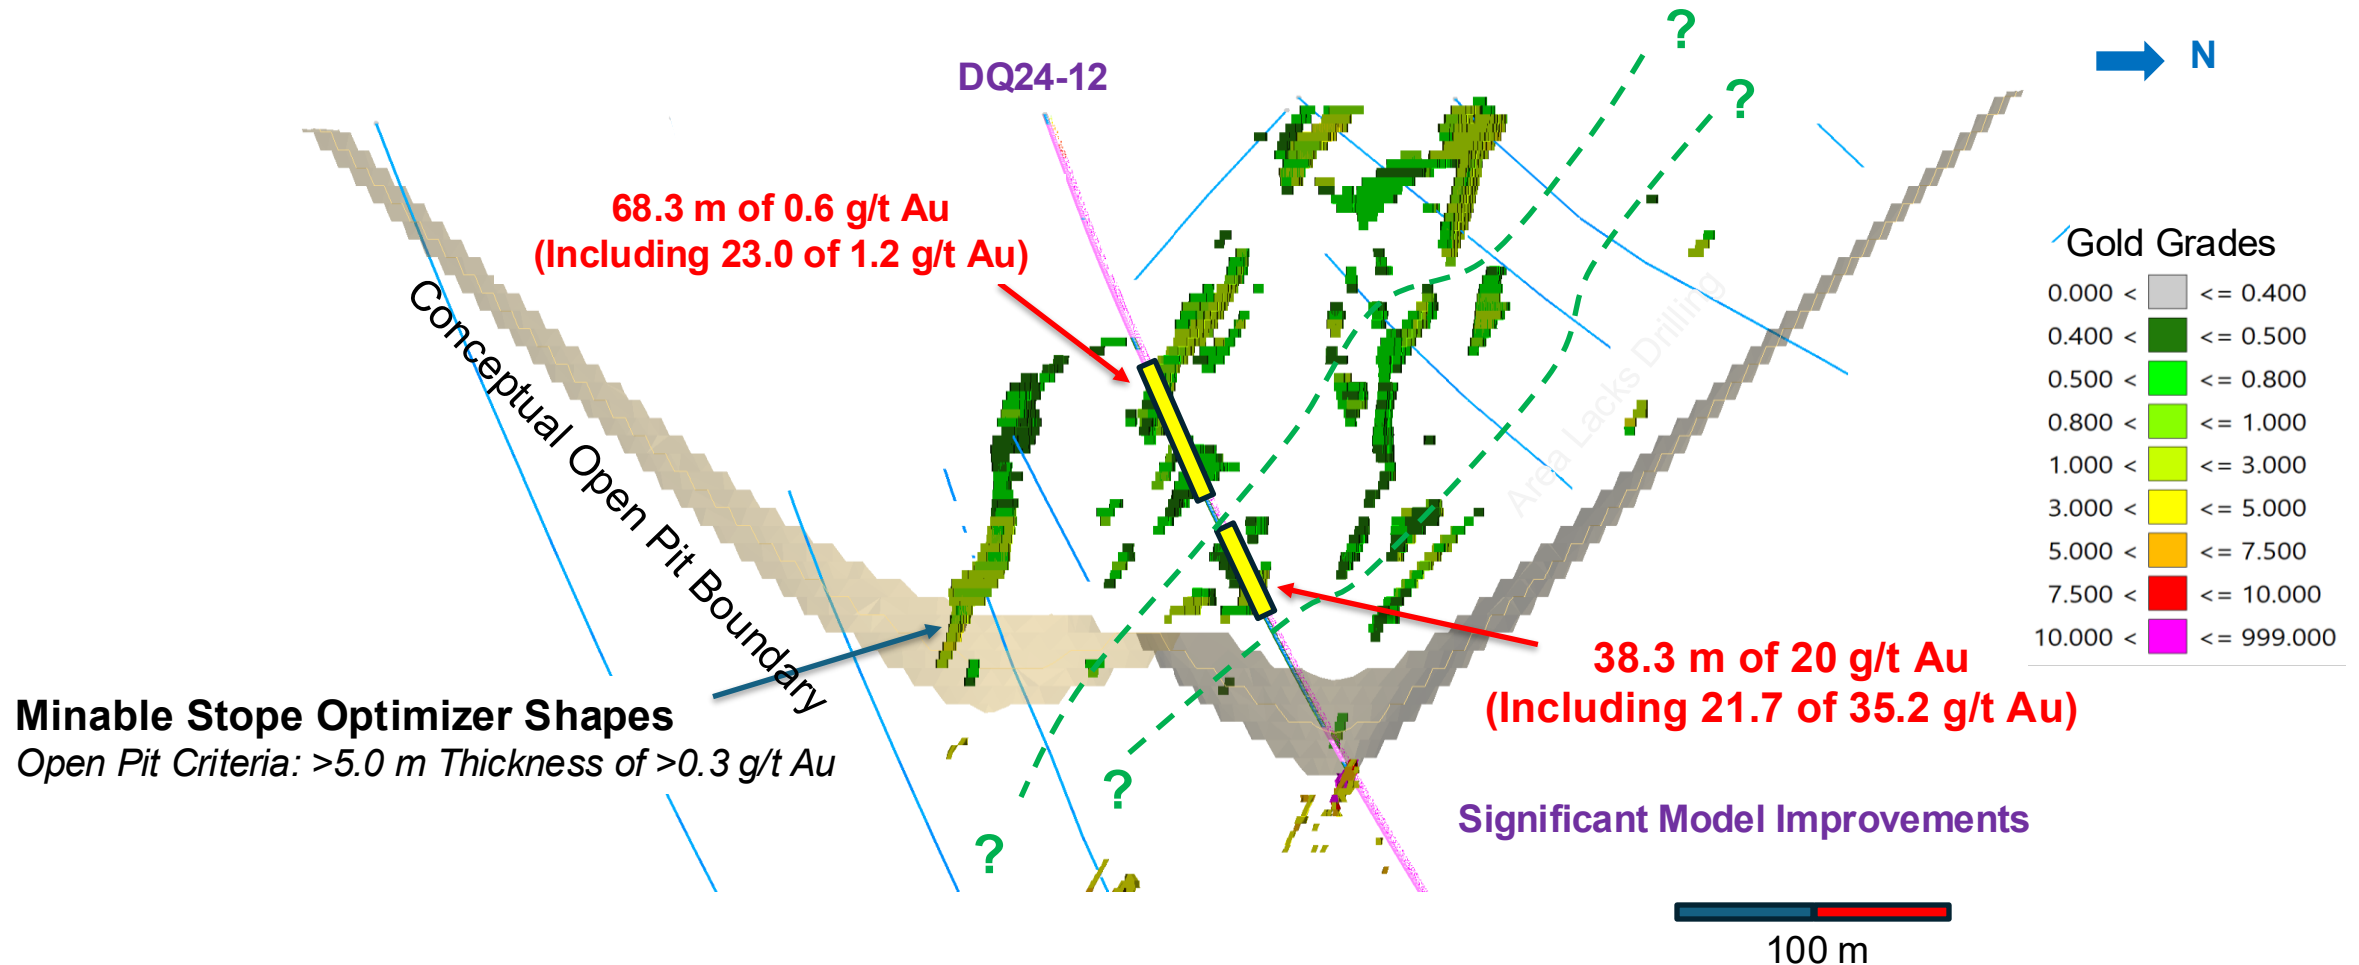 ?
N
DQ24-12
?
68.3 m of 0.6 g/t Au
(Including 23.0 of 1.2 g/t Au)
Conceptual Open Pit Boundary
Area Lacks Drilling
Gold Grades
0.000 < <= 0.400
0.400 < <= 0.500
0.500 < <= 0.800
0.800 < <= 1.000
1.000 < <= 3.000
3.000 < <= 5.000
5.000 < <= 7.500
7.500 < <= 10.000
10.000 < <= 999.000
38.3 m of 20 g/t Au
(Including 21.7 of 35.2 g/t Au)
Minable Stope Optimizer Shapes
Open Pit Criteria: >5.0 m Thickness of >0.3 g/t Au
?
?
Significant Model Improvements
100 m